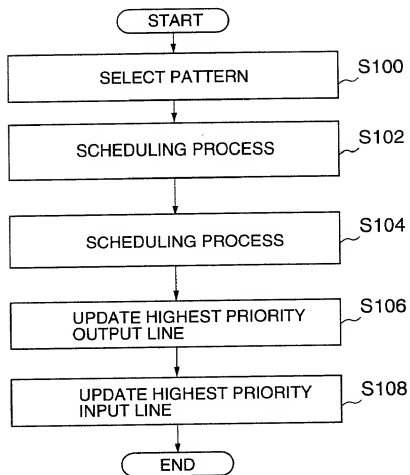 START
SELECT PATTERN
S100
SCHEDULING PROCESS
S102
SCHEDULING PROCESS
S104
UPDATE HIGHEST PRIORITY
OUTPUT LINE
S106
UPDATE HIGHEST PRIORITY
INPUT LINE
S108
END